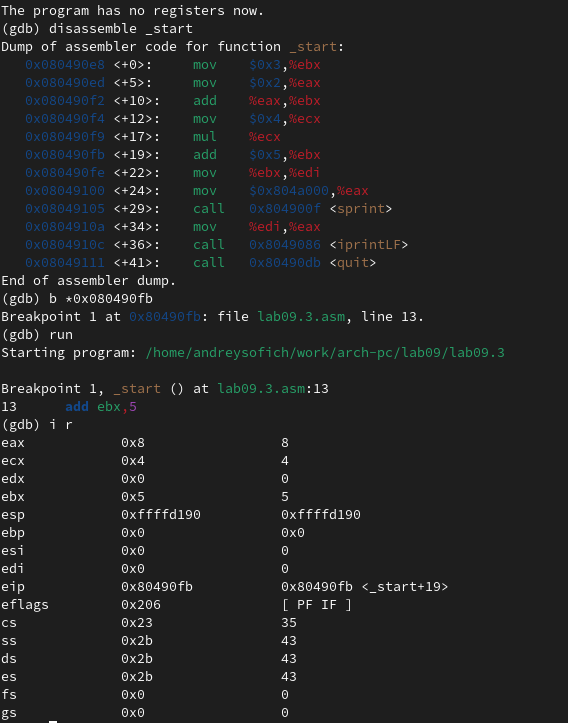 The program has no registers now.
(gdb) disassemble _start
Dump of assembler code for function _start:
   0x080490e8 <+0>:     mov    $0x3,%ebx
   0x080490ed <+5>:     mov    $0x2,%eax
   0x080490f2 <+10>:    add    %eax,%ebx
   0x080490f4 <+12>:    mov    $0x4,%ecx
   0x080490f9 <+17>:    mul    %ecx
   0x080490fb <+19>:    add    $0x5,%ebx
   0x080490fe <+22>:    mov    %ebx,%edi
   0x08049100 <+24>:    mov    $0x804a000,%eax
   0x08049105 <+29>:    call   0x804900f <sprint>
   0x0804910a <+34>:    mov    %edi,%eax
   0x0804910c <+36>:    call   0x8049086 <iprintLF>
   0x08049111 <+41>:    call   0x80490db <quit>
End of assembler dump.
(gdb) b *0x080490fb
Breakpoint 1 at 0x80490fb: file lab09.3.asm, line 13.
(gdb) run
Starting program: /home/andreysofich/work/arch-pc/lab09/lab09.3
Breakpoint 1, _start () at lab09.3.asm:13
13      add ebx,5
(gdb) i r
eax            0x8                 8
ecx            0x4                 4
edx            0x0                 0
ebx            0x5                 5
esp            0xffffd190          0xffffd190
ebp            0x0                 0x0
esi            0x0                 0
edi            0x0                 0
eip            0x80490fb           0x80490fb <_start+19>
eflags         0x206               [ PF IF ]
cs             0x23                35
ss             0x2b                43
ds             0x2b                43
es             0x2b                43
fs             0x0                 0
gs             0x0                 0